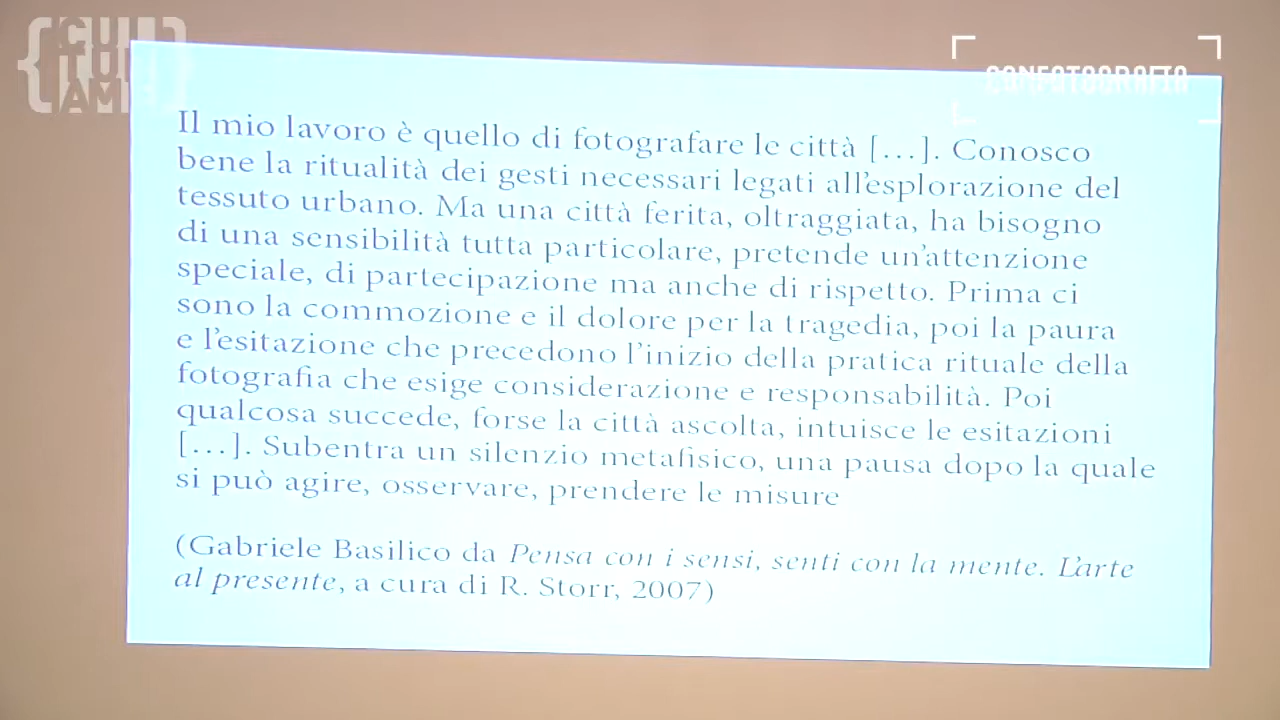 CONFOTOGRAFIA
Il mio lavoro è quello di fotografare le città [...]. Conosco
bene la ritualità dei gesti necessari legati all'esplorazione del
tessuto urbano. Ma una città ferita, oltraggiata, ha bisogno
di una sensibilità tutta particolare, pretende un'attenzione
speciale, di partecipazione ma anche di rispetto. Prima ci
sono la commozione e il dolore per la tragedia, poi la paura
e l'esitazione che precedono l'inizio della pratica rituale della
fotografia che esige considerazione e responsabilità. Poi
qualcosa succede, forse la città ascolta, intuisce le esitazioni
[...]. Subentra un silenzio metafisico, una pausa dopo la quale
si può agire, osservare, prendere le misure
(Gabriele Basilico da Pensa con i sensi, senti con la mente. L'arte
al presente, a cura di R. Storr, 2007)